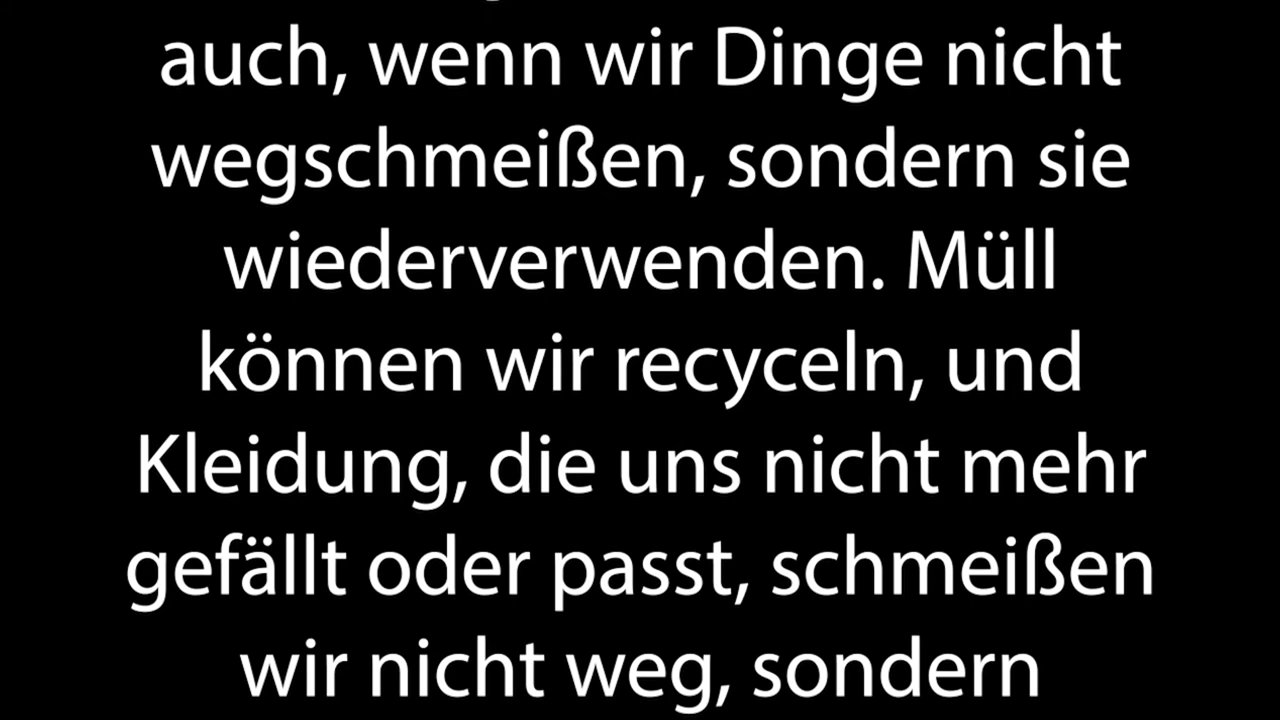 auch, wenn wir Dinge nicht
wegschmeißen, sondern sie
wiederverwenden. Müll
können wir recyceln, und
Kleidung, die uns nicht mehr
gefällt oder passt, schmeißen
wir nicht weg, sondern